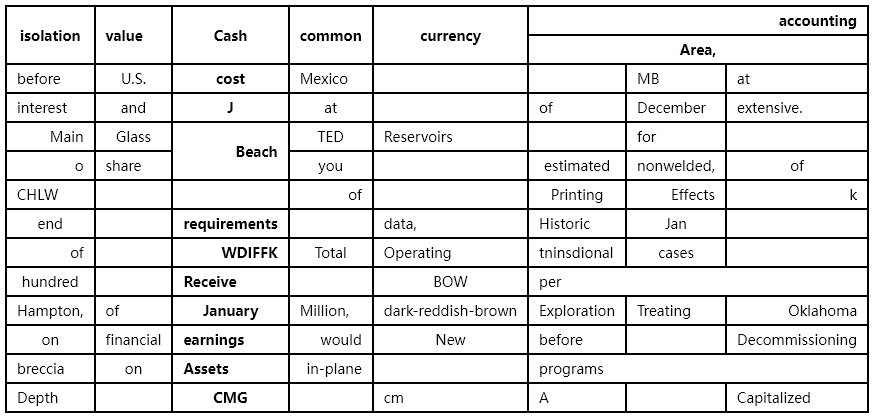 isolation value Cash common currency accounting
Area,
before U.S. cost Mexico MB at
interest and J at of December extensive.
Main Glass Beach TED Reservoirs for
o share you estimated nonwelded, of
CHLW of Printing Effects k
end requirements data, Historic Jan
of WDIFFK Total Operating tninsdional cases
hundred Receive BOW per
Hampton, of January Million, dark-reddish-brown Exploration Treating Oklahoma
on financial earnings would New before Decommissioning
breccia on Assets in-plane programs
Depth CMG cm A Capitalized